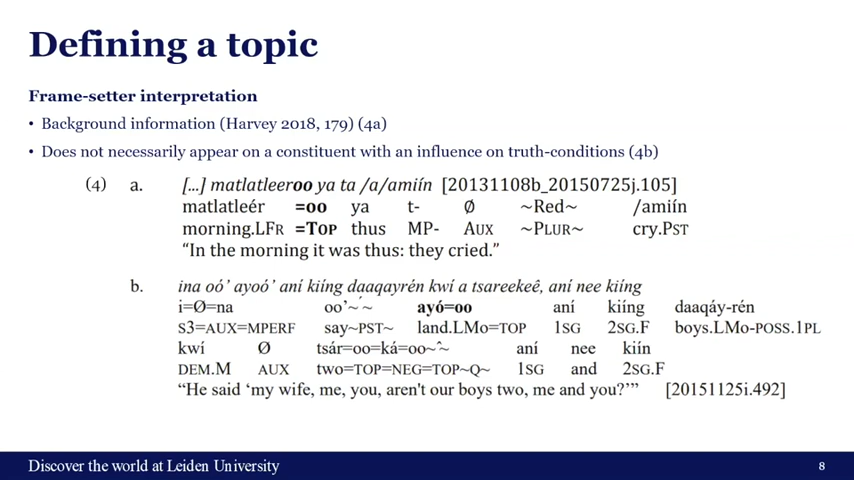 Defining a topic
Frame-setter interpretation
• Background information (Harvey 2018, 179) (4a)
• Does not necessarily appear on a constituent with an influence on truth-conditions (4b)
(4) a. [...] matlatleeroo ya ta /a/amiín [20131108b_20150725j.105]
matlatleér =oo ya t- Ø ~Red~ /amiín
morning.LFR =TOP thus MP- AUX ~PLUR~ cry.PST
“In the morning it was thus: they cried.”
b. ina oó’ ayoó’ aní kiíng daaqayrén kwí a tsareekeê, aní nee kiíng
i=Ø=na oo’~´~ ayó=oo aní kiíng daaqáy-rén
S3=AUX=MPERF say~PST~ land.LMo=TOP 1SG 2SG.F boys.LMo-POSS.1PL
kwí Ø tsár=oo=ká=oo~^~ aní nee kiín
DEM.M AUX two=TOP=NEG=TOP~Q~ 1SG and 2SG.F
“He said ‘my wife, me, you, aren't our boys two, me and you?’” [20151125i.492]
Discover the world at Leiden University
8